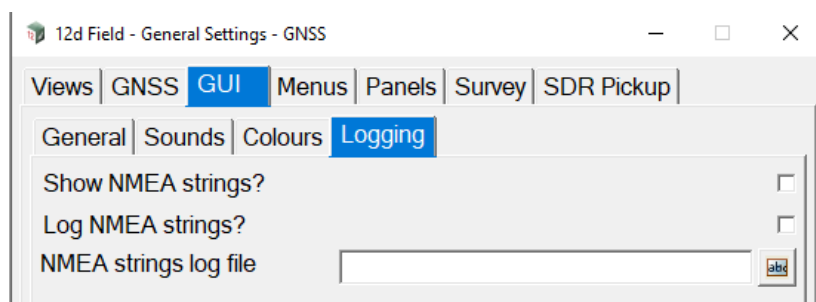 12d Field - General Settings - GNSS
Views GNSS GUI Menus Panels Survey SDR Pickup
General Sounds Colours Logging
Show NMEA strings?
Log NMEA strings?
NMEA strings log file abc